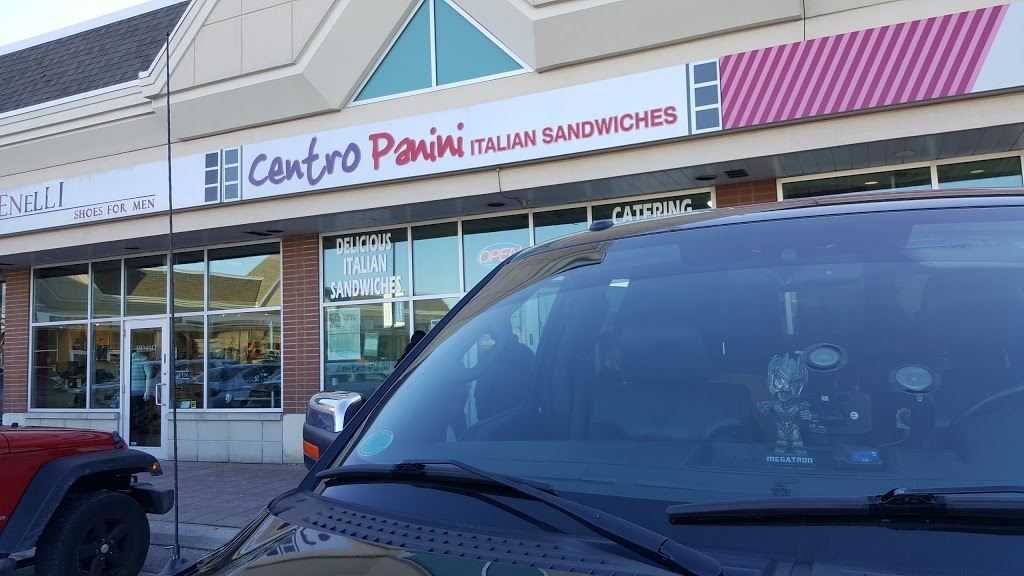 ENELLI
SHOES FOR MEN
Centro Panini ITALIAN SANDWICHES
DELICIOUS
ITALIAN
SANDWICHES
OPEN
CATERING
Centro Panini
MEGATRON